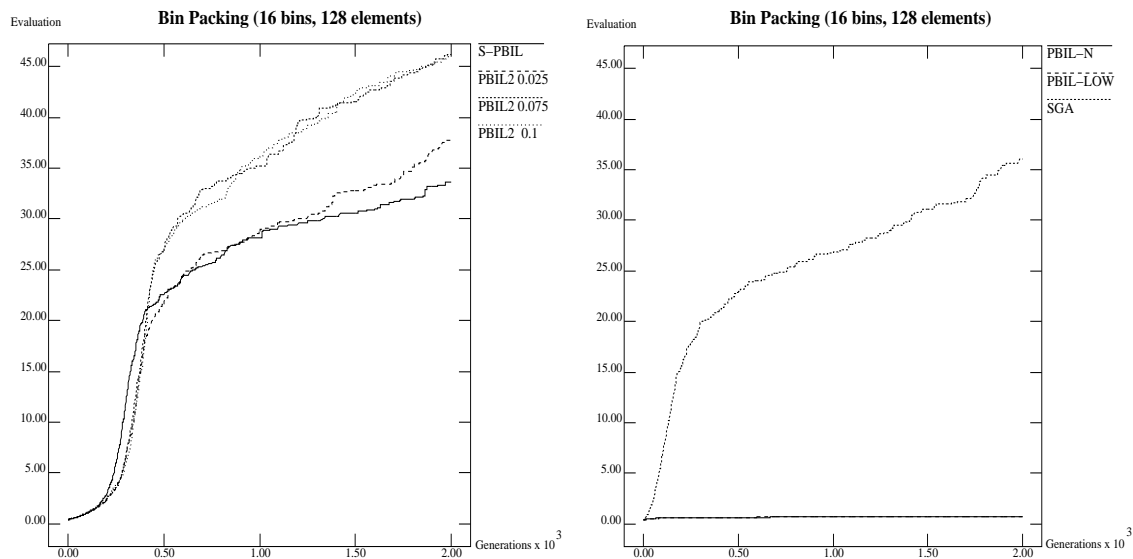 Bin Packing (16 bins, 128 elements)
Evaluation
S-PBIL
PBIL2 0.025
PBIL2 0.075
PBIL2 0.1
45.00
40.00
35.00
30.00
25.00
20.00
15.00
10.00
5.00
0.00
0.00 0.50 1.00 1.50 2.00
Generations x 10 3
Bin Packing (16 bins, 128 elements)
Evaluation
PBIL-N
PBIL-LOW
SGA
45.00
40.00
35.00
30.00
25.00
20.00
15.00
10.00
5.00
0.00
0.00 0.50 1.00 1.50 2.00
Generations x 10 3